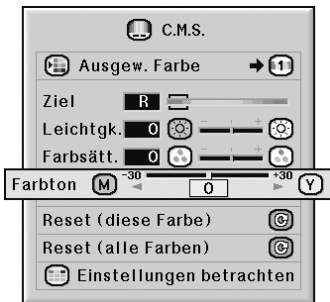 C.M.S.
Ausgew. Farbe 1
Ziel R
Leichtgk. 0 - +
Farbsätt. 0 - +
Farbton M -30 0 +30 Y
Reset (diese Farbe)
Reset (alle Farben)
Einstellungen betrachten